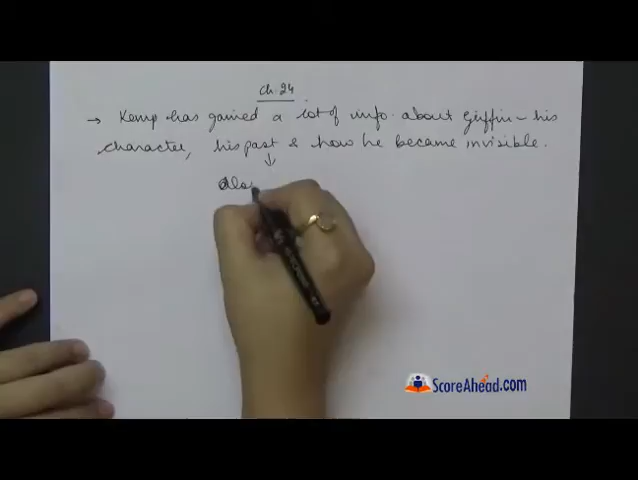 Ch. 24
→ Kemp has gained a lot of info. about Griffin - his
character, his past & how he became invisible.
↓
Also
ScoreAhead.com